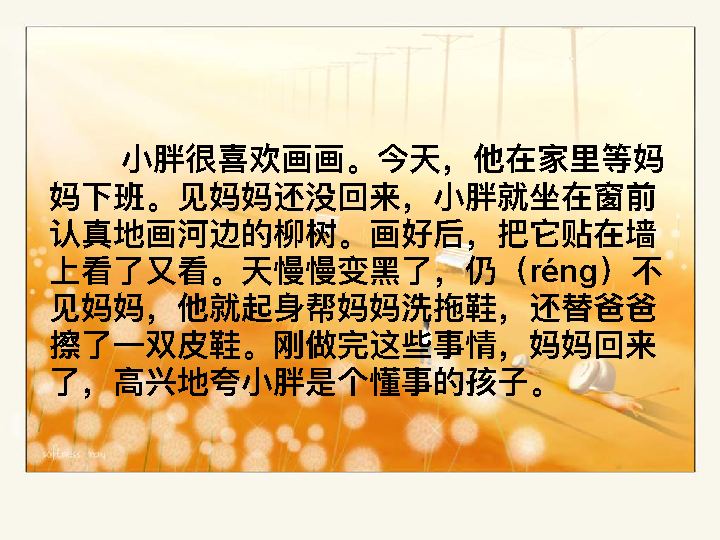 小胖很喜欢画画。今天，他在家里等妈
妈下班。见妈妈还没回来，小胖就坐在窗前
认真地画河边的柳树。画好后，把它贴在墙
上看了又看。天慢慢变黑了，仍（réng）不
见妈妈，他就起身帮妈妈洗拖鞋，还替爸爸
擦了一双皮鞋。刚做完这些事情，妈妈回来
了，高兴地夸小胖是个懂事的孩子。